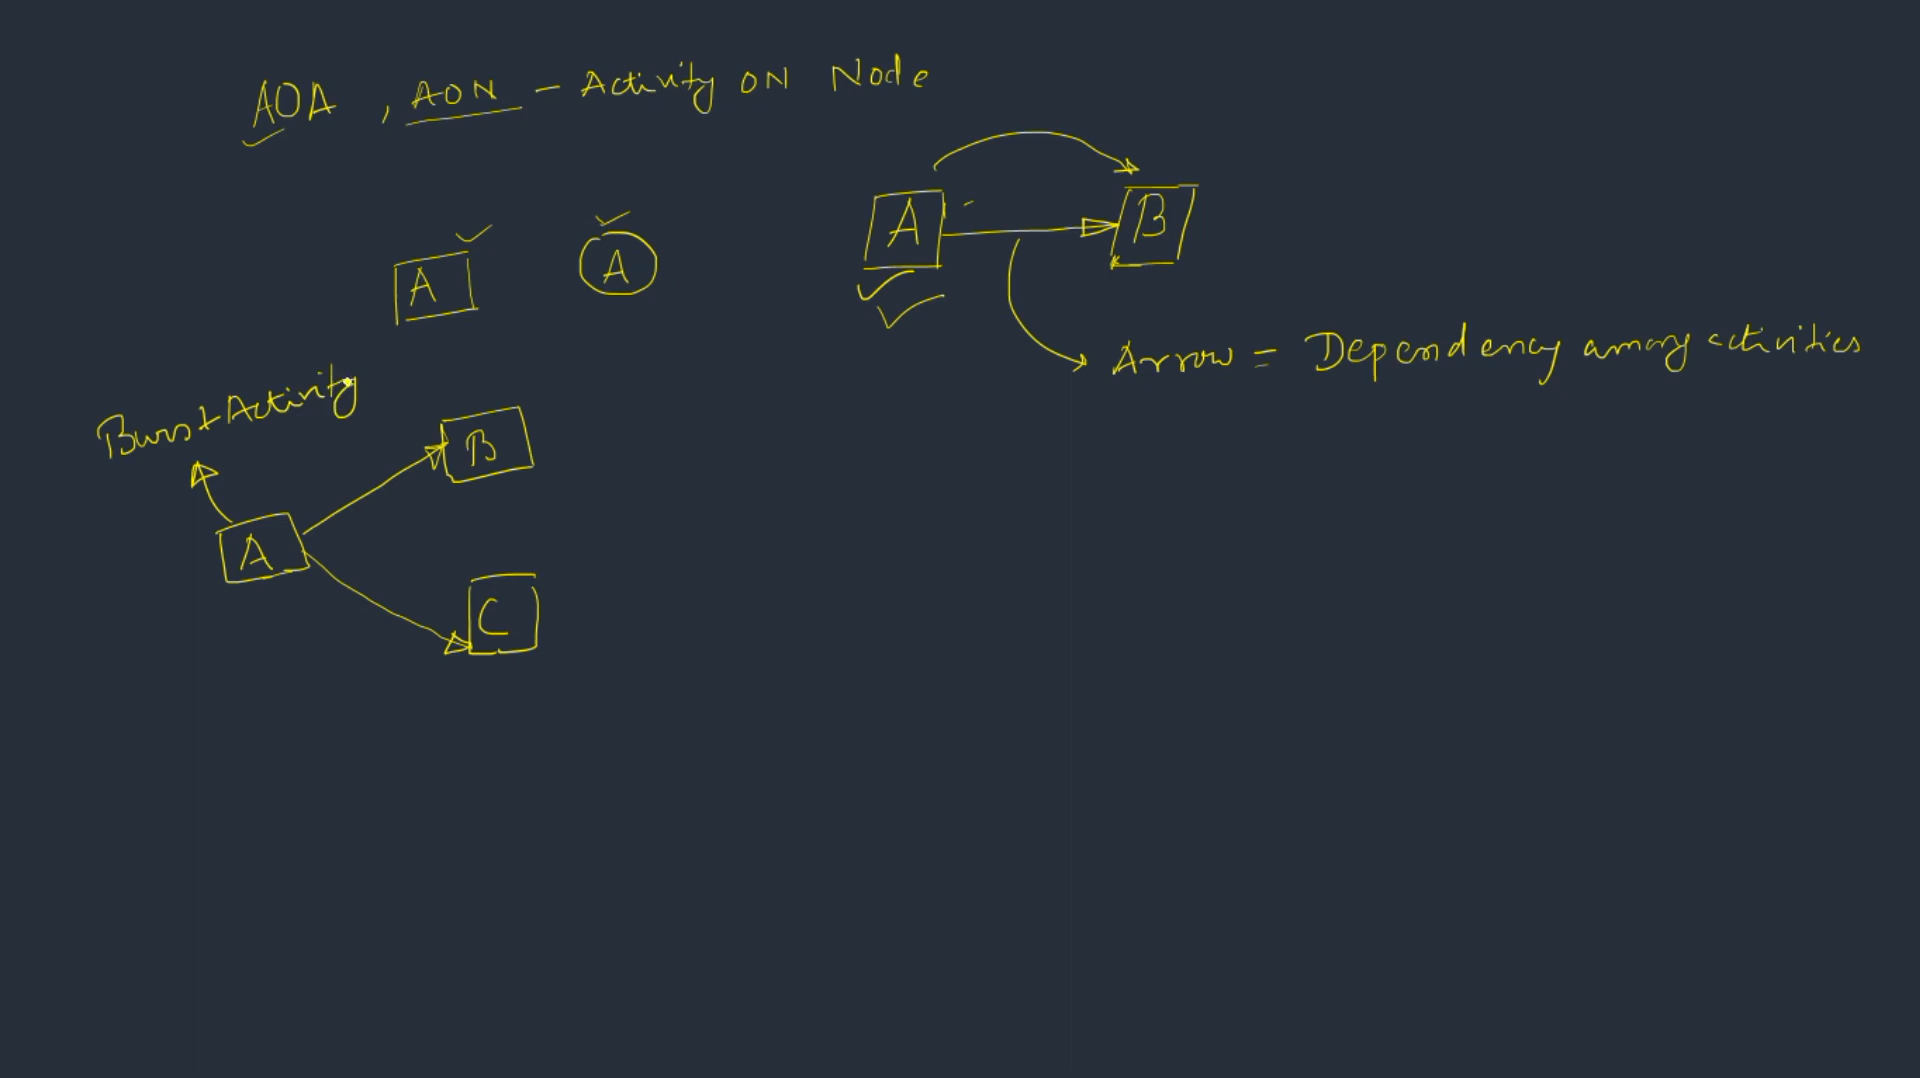 AOA, AON - Activity ON Node
A
A
A
B
Arrow = Dependency among activities
Burst Activity
B
A
C